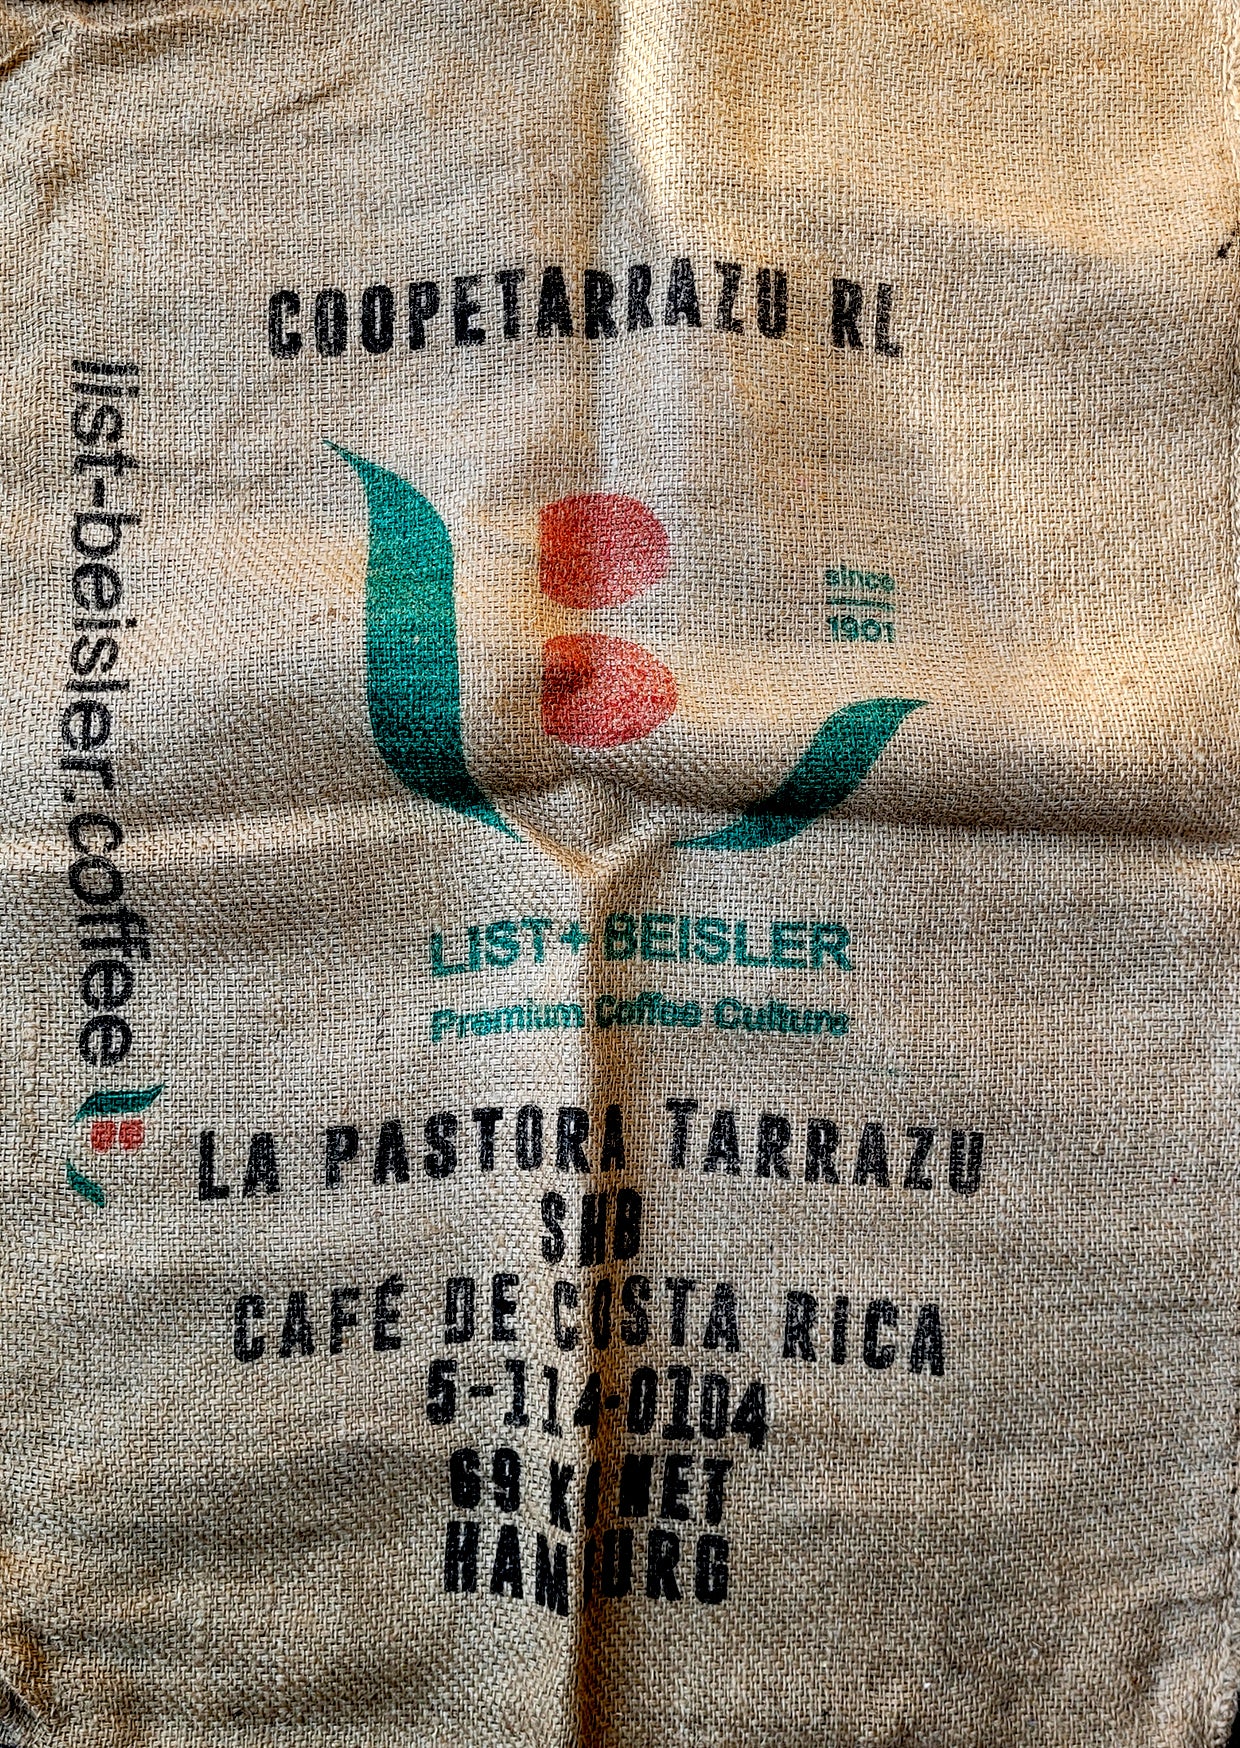 COOPETARRAZU RL
list-beisler.coffee
since
1901
LIST+BEISLER
Premium Coffee Culture
LA PASTORA TARRAZU
SHB
CAFÉ DE COSTA RICA
5-114-0104
69 NET
HAMBURG